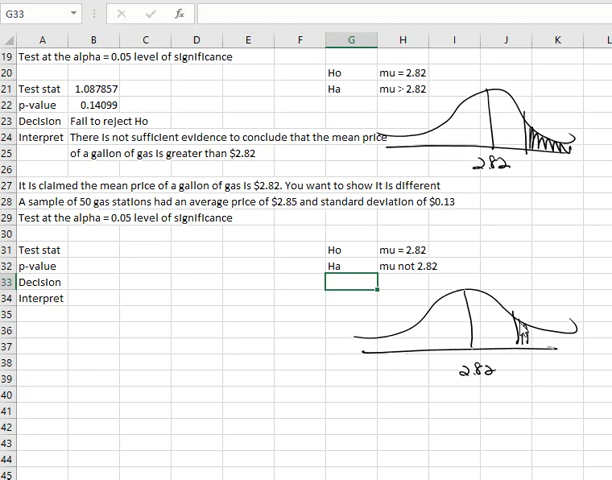 G33 fx
A B C D E F G H I J K L
19 Test at the alpha = 0.05 level of significance
20 Ho mu = 2.82
21 Test stat 1.087857 Ha mu > 2.82
22 p-value 0.14099
23 Decision Fail to reject Ho
24 Interpret There is not sufficient evidence to conclude that the mean price
25 of a gallon of gas is greater than $2.82
2.82
26
27 It is claimed the mean price of a gallon of gas is $2.82. You want to show it is different
28 A sample of 50 gas stations had an average price of $2.85 and standard deviation of $0.13
29 Test at the alpha = 0.05 level of significance
30
31 Test stat Ho mu = 2.82
32 p-value Ha mu not 2.82
33 Decision
34 Interpret
35
36
37
38 2.82
39
40
41
42
43
44
45